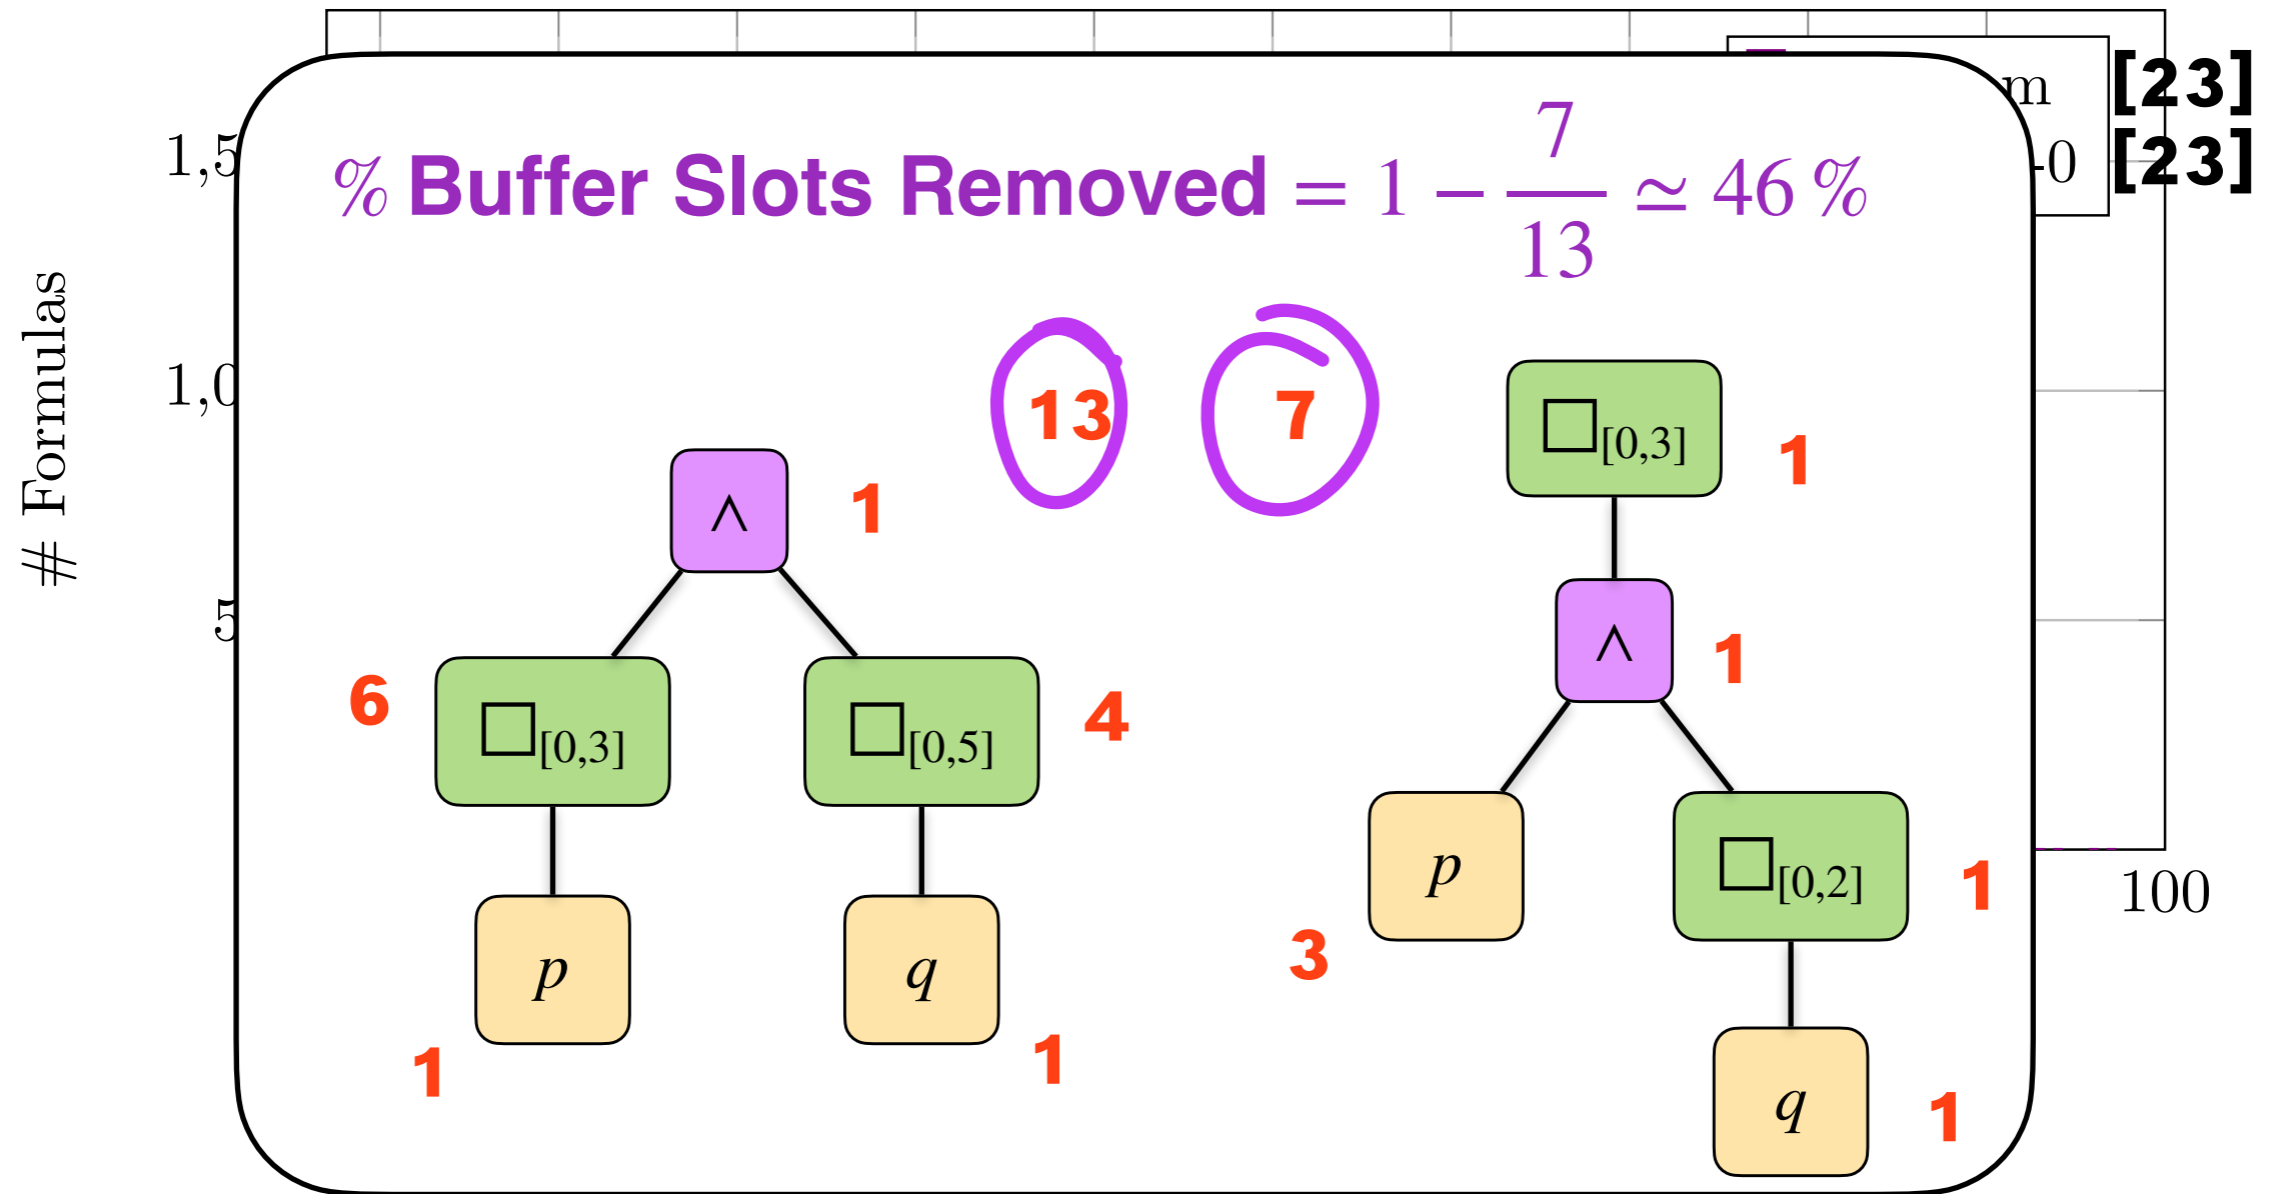 m [23]
-0 [23]
% Buffer Slots Removed = 1 − 7/13 ≃ 46 %
# Formulas
1,5
1,0
5
100
13
7
∧ 1
6 □[0,3]
□[0,5] 4
p 1
q 1
□[0,3] 1
∧ 1
p 3
□[0,2] 1
q 1